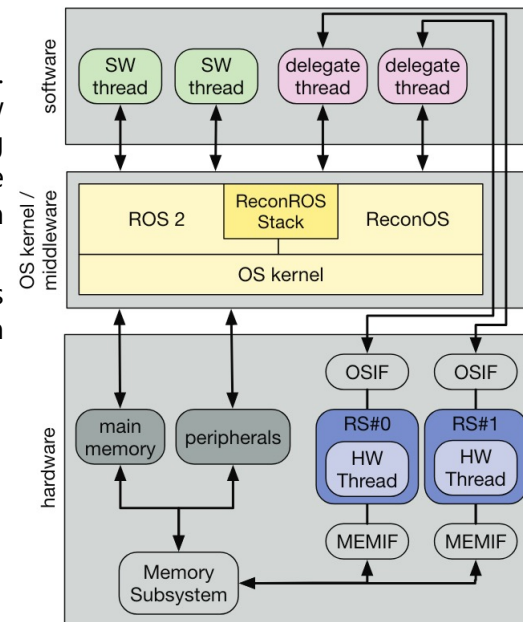 software
SW
thread
SW
thread
delegate
thread
delegate
thread
OS kernel /
middleware
ROS 2
ReconROS
Stack
ReconOS
OS kernel
hardware
main
memory
peripherals
OSIF
OSIF
RS#0
HW
Thread
RS#1
HW
Thread
MEMIF
MEMIF
Memory
Subsystem